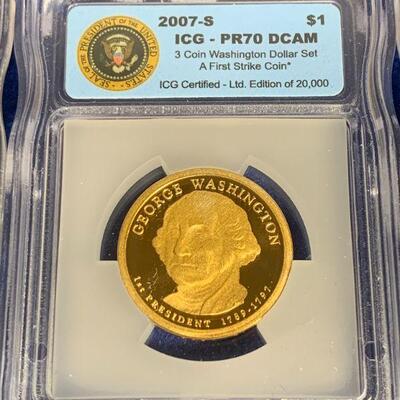 2007-S $1
ICG - PR70 DCAM
3 Coin Washington Dollar Set
A First Strike Coin*
ICG Certified - Ltd. Edition of 20,000
SEAL OF THE PRESIDENT OF THE UNITED STATES
GEORGE WASHINGTON
1st PRESIDENT 1789-1797